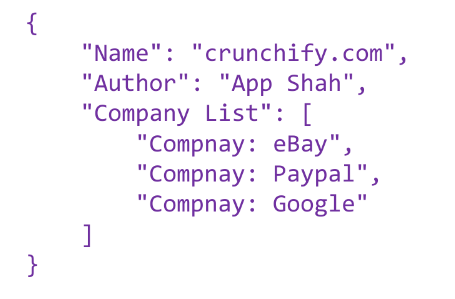 {
"Name": "crunchify.com",
"Author": "App Shah",
"Company List": [
"Compnay: eBay",
"Compnay: Paypal",
"Compnay: Google"
]
}